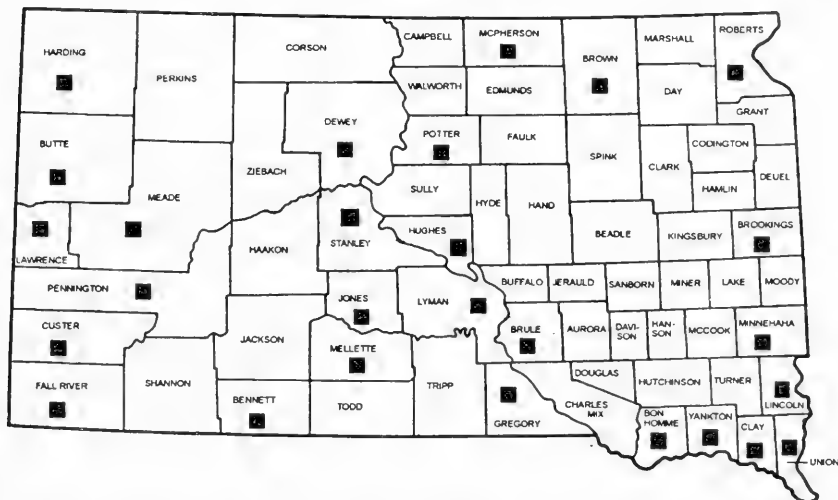 HARDING
PERKINS
CORSON
CAMPBELL
MCPHERSON
BROWN
MARSHALL
ROBERTS
WALWORTH
EDMUNDS
DAY
GRANT
BUTTE
MEADE
ZIEBACH
DEWEY
POTTER
FAULK
SPINK
CLARK
CODINGTON
HAMLIN
DEUEL
LAWRENCE
HAAKON
STANLEY
SULLY
HUGHES
HYDE
HAND
BEADLE
KINGSBURY
BROOKINGS
PENNINGTON
JONES
LYMAN
BUFFALO
JERAULD
SANBORN
MINER
LAKE
MOODY
CUSTER
JACKSON
MELLETTE
BRULE
AURORA
DAVI-
SON
HAN-
SON
MCCOOK
MINNEHAHA
FALL RIVER
SHANNON
BENNETT
TODD
TRIPP
GREGORY
DOUGLAS
CHARLES
MIX
HUTCHINSON
TURNER
LINCOLN
BON
HOMME
YANKTON
CLAY
UNION